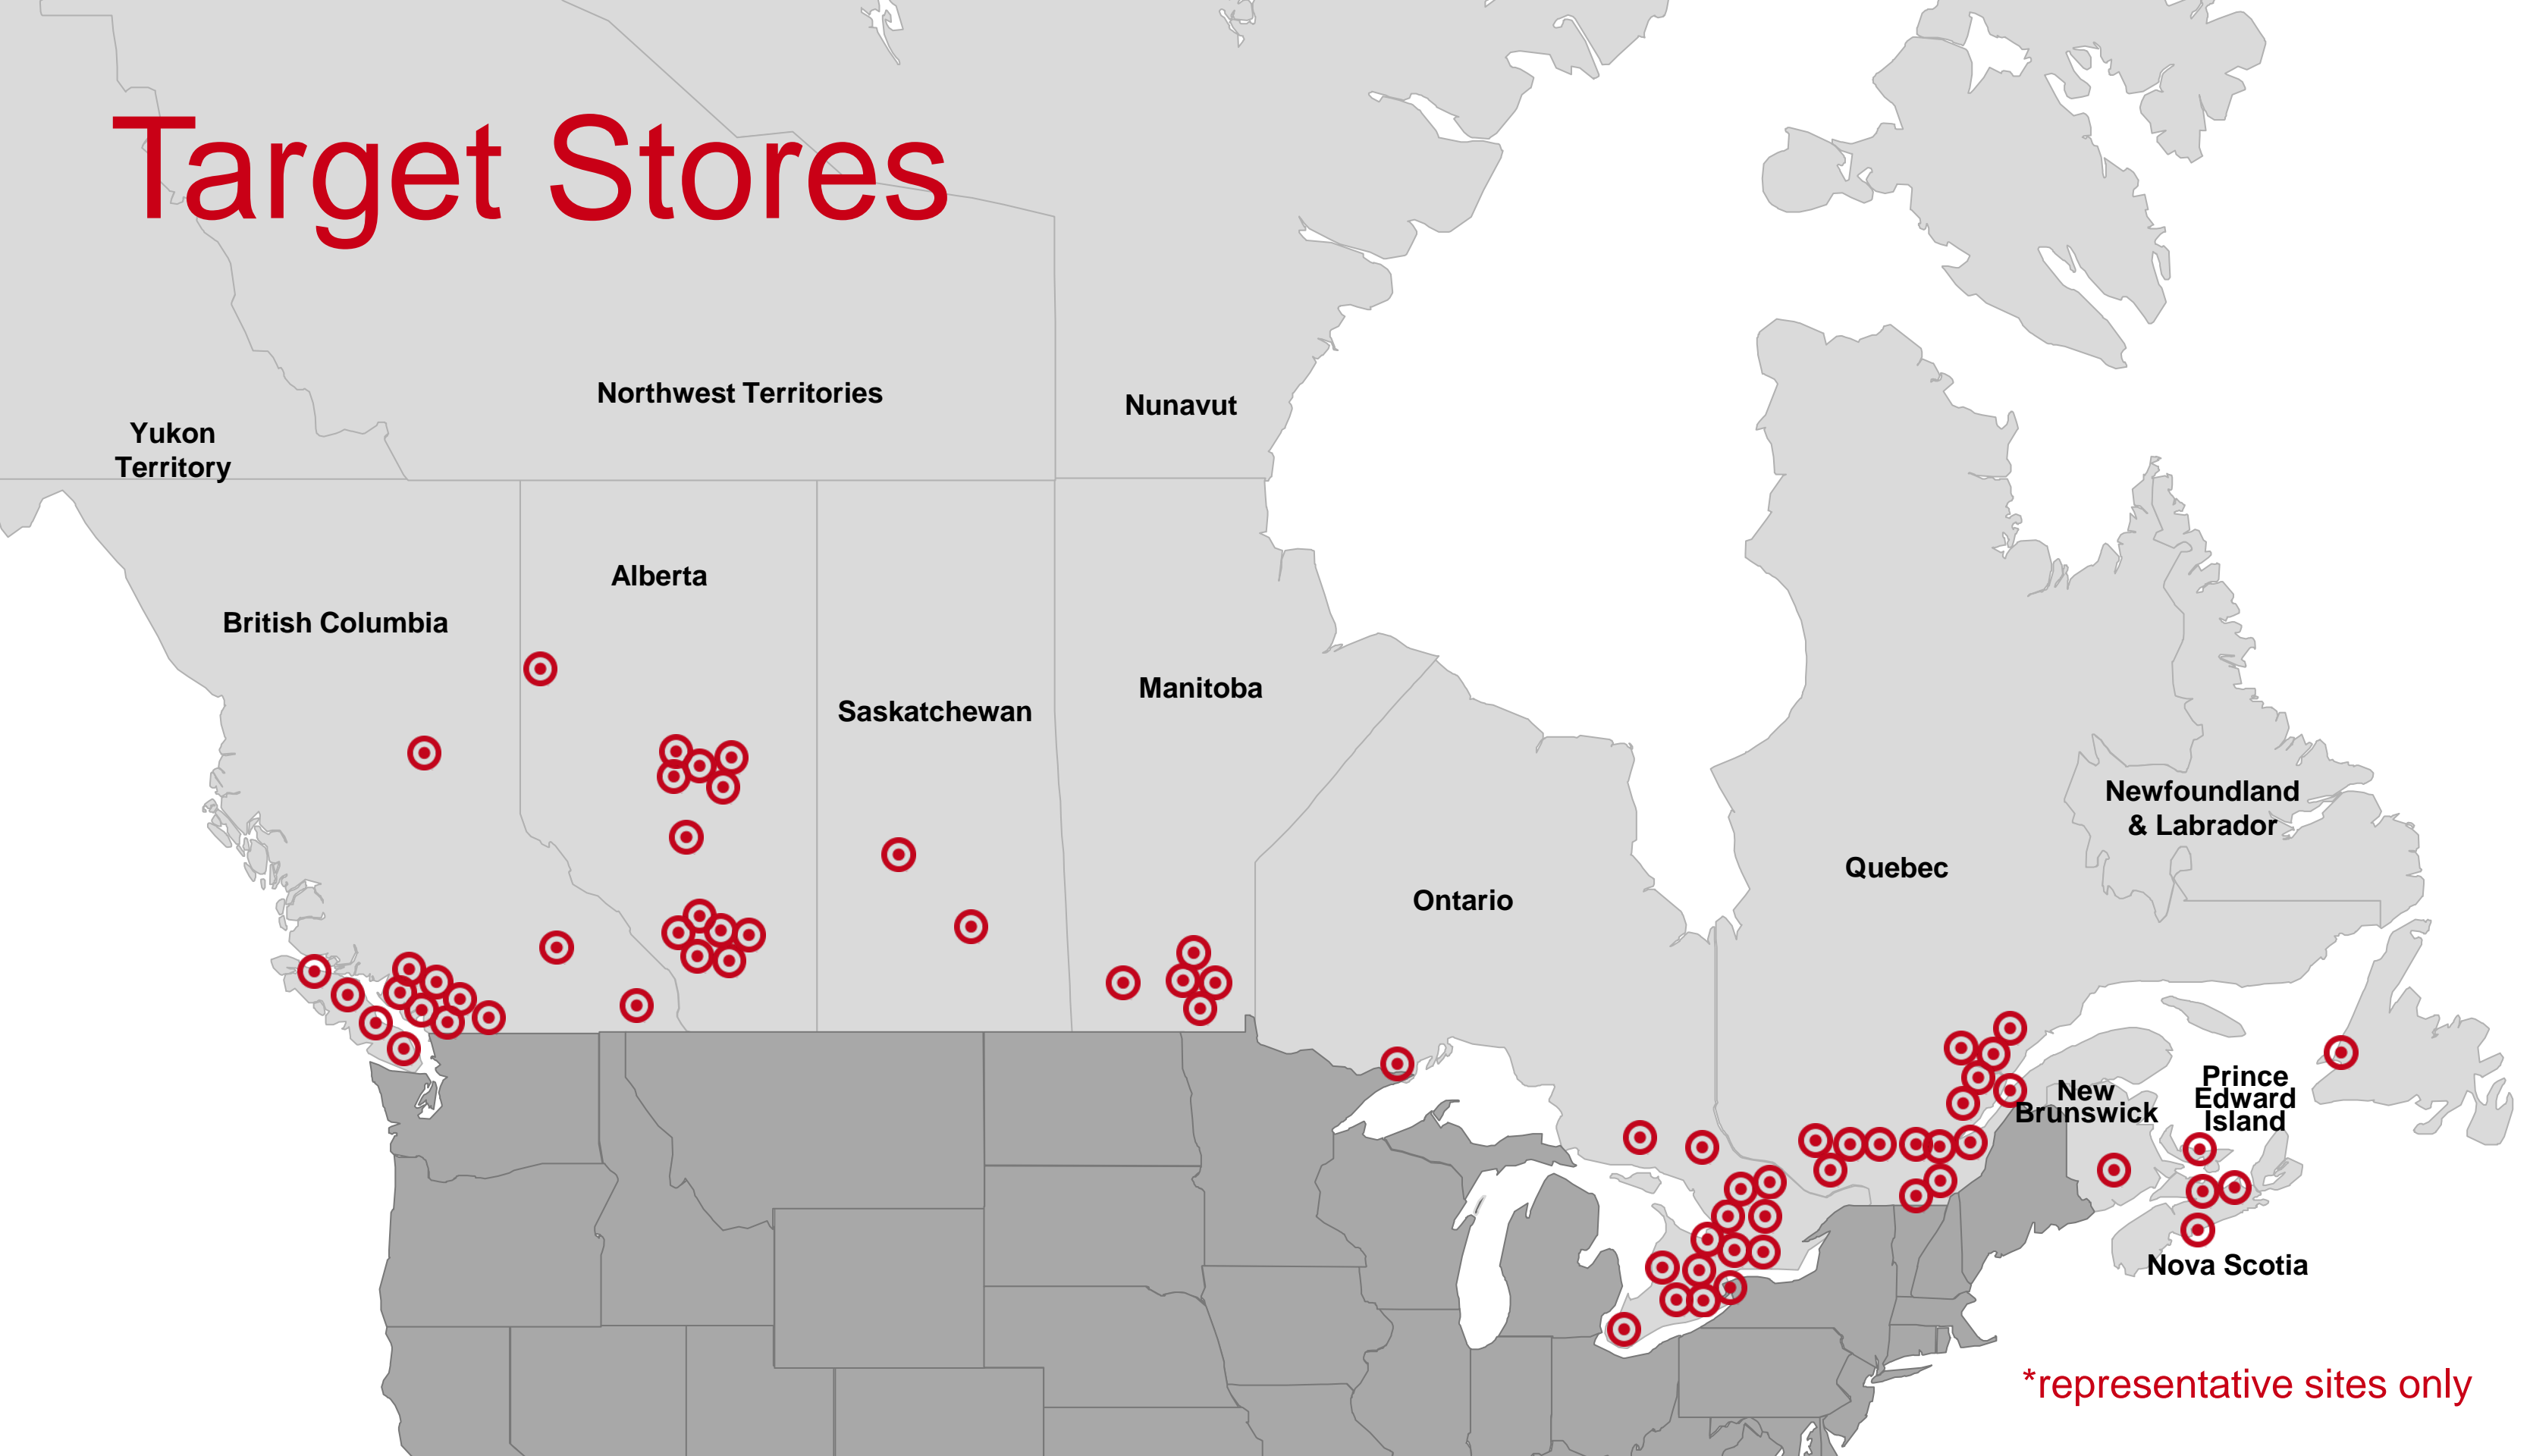 Target Stores
Northwest Territories
Nunavut
Yukon
Territory
Alberta
British Columbia
Manitoba
Saskatchewan
Newfoundland
& Labrador
Quebec
Ontario
New
Brunswick
Prince
Edward
Island
Nova Scotia
*representative sites only